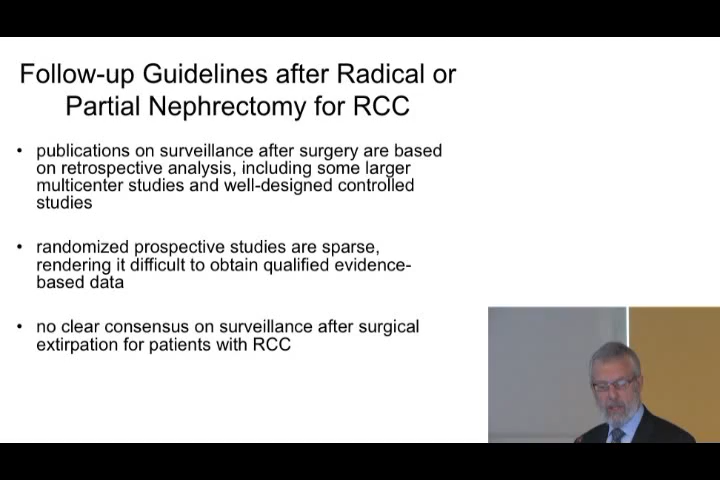 Follow-up Guidelines after Radical or
Partial Nephrectomy for RCC
• publications on surveillance after surgery are based
on retrospective analysis, including some larger
multicenter studies and well-designed controlled
studies
• randomized prospective studies are sparse,
rendering it difficult to obtain qualified evidence-
based data
• no clear consensus on surveillance after surgical
extirpation for patients with RCC